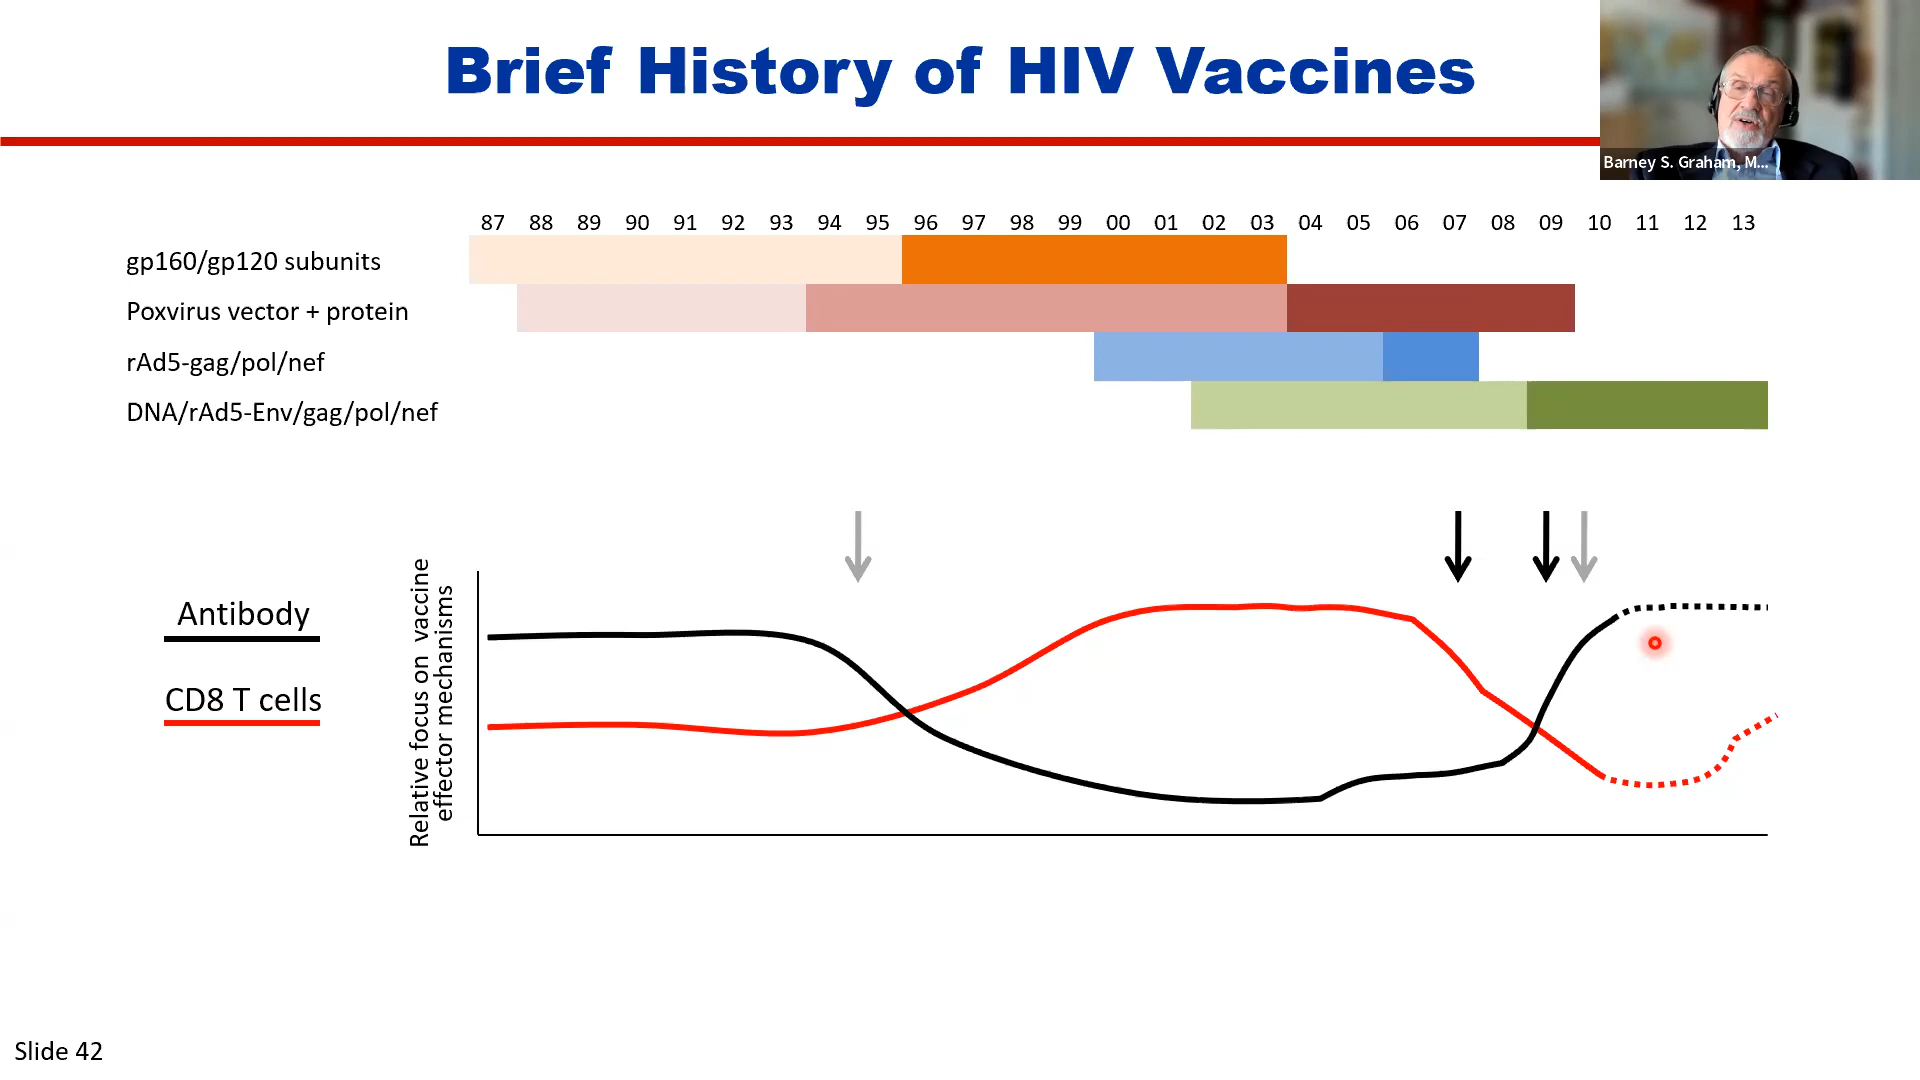 Brief History of HIV Vaccines
Barney S. Graham, M...
87 88 89 90 91 92 93 94 95 96 97 98 99 00 01 02 03 04 05 06 07 08 09 10 11 12 13
gp160/gp120 subunits
Poxvirus vector + protein
rAd5-gag/pol/nef
DNA/rAd5-Env/gag/pol/nef
Relative focus on vaccine
effector mechanisms
Antibody
CD8 T cells
Slide 42